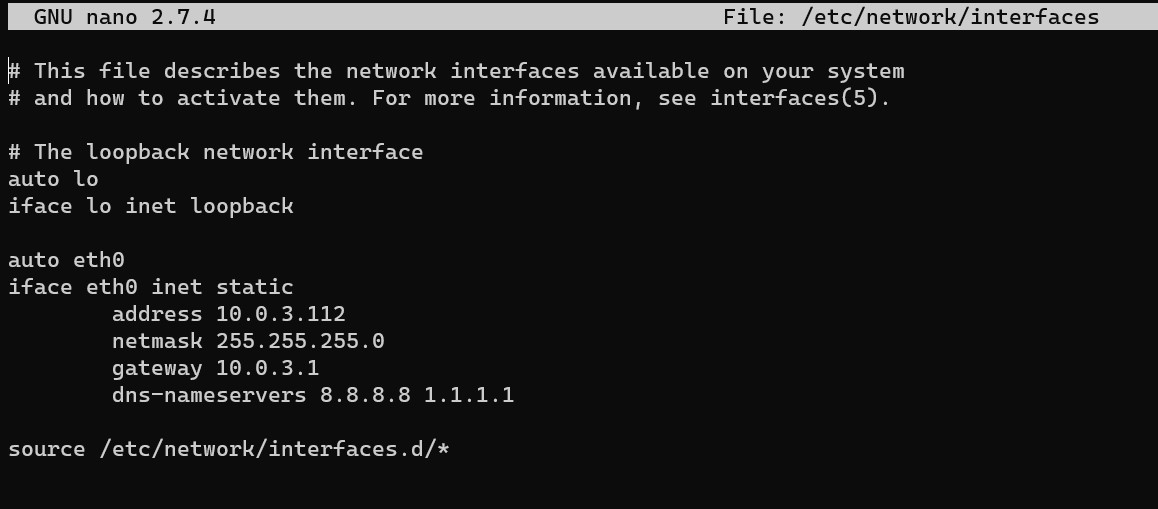 GNU nano 2.7.4 File: /etc/network/interfaces
# This file describes the network interfaces available on your system
# and how to activate them. For more information, see interfaces(5).
# The loopback network interface
auto lo
iface lo inet loopback
auto eth0
iface eth0 inet static
address 10.0.3.112
netmask 255.255.255.0
gateway 10.0.3.1
dns-nameservers 8.8.8.8 1.1.1.1
source /etc/network/interfaces.d/*